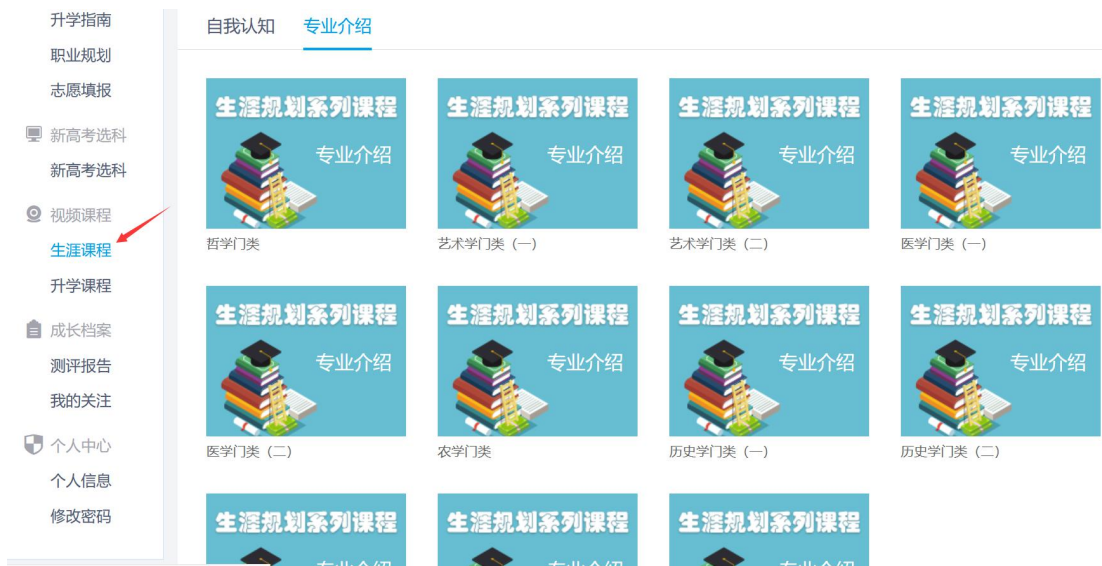 升学指南
职业规划
志愿填报
新高考选科
新高考选科
视频课程
生涯课程
升学课程
成长档案
测评报告
我的关注
个人中心
个人信息
修改密码
自我认知 专业介绍
生涯规划系列课程
专业介绍
哲学门类
生涯规划系列课程
专业介绍
艺术学门类（一）
生涯规划系列课程
专业介绍
艺术学门类（二）
生涯规划系列课程
专业介绍
医学门类（一）
生涯规划系列课程
专业介绍
医学门类（二）
生涯规划系列课程
专业介绍
农学门类
生涯规划系列课程
专业介绍
历史学门类（一）
生涯规划系列课程
专业介绍
历史学门类（二）
生涯规划系列课程
专业介绍
生涯规划系列课程
专业介绍
生涯规划系列课程
专业介绍